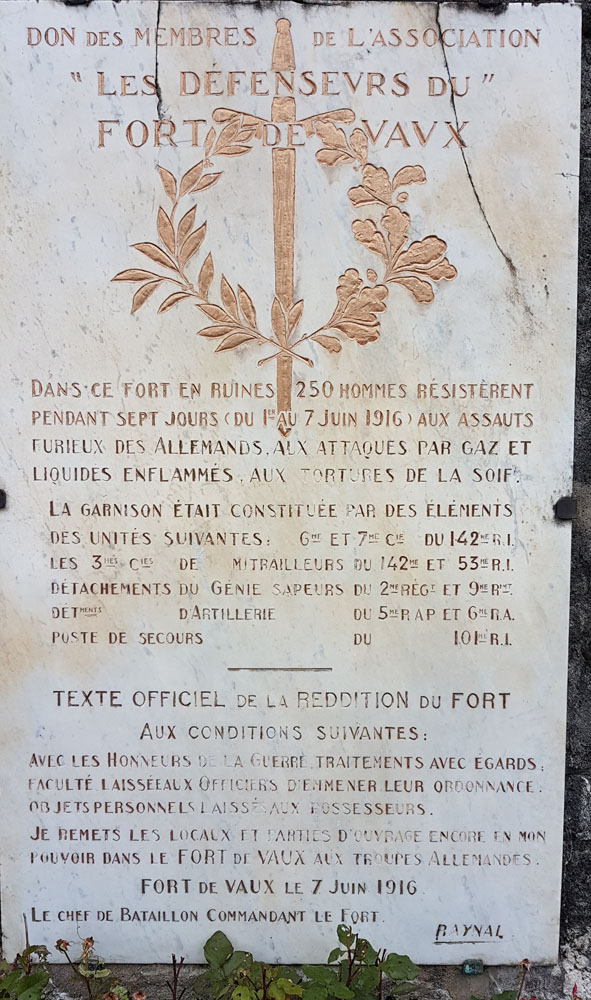 DON DES MEMBRES DE L'ASSOCIATION
"LES DÉFENSEVRS DU"
FORT DE VAVX
DANS CE FORT EN RUINES 250 HOMMES RÉSISTÈRENT
PENDANT SEPT JOURS (DU 1ER AU 7 JUIN 1916) AUX ASSAUTS
FURIEUX DES ALLEMANDS, AUX ATTAQUES PAR GAZ ET
LIQUIDES ENFLAMMÉS, AUX TORTURES DE LA SOIF.
LA GARNISON ÉTAIT CONSTITUÉE PAR DES ÉLÉMENTS
DES UNITÉS SUIVANTES: 6ME ET 7ME CIE DU 142ME R.I.
LES 3MES CIES DE MITRAILLEURS DU 142ME ET 53ME R.I.
DÉTACHEMENTS DU GÉNIE SAPEURS DU 2ME RÉGT ET 9ME R'MT.
DÉTMENTS D'ARTILLERIE DU 5ME R A P ET 6ME R.A.
POSTE DE SECOURS DU 101ME R.I.
TEXTE OFFICIEL DE LA REDDITION DU FORT
AUX CONDITIONS SUIVANTES:
AVEC LES HONNEURS DE LA GUERRE, TRAITEMENTS AVEC ÉGARDS;
FACULTÉ LAISSÉE AUX OFFICIERS D'EMMENER LEUR ORDONNANCE.
OBJETS PERSONNELS LAISSÉS AUX POSSESSEURS.
JE REMETS LES LOCAUX ET PARTIES D'OUVRAGE ENCORE EN MON
POUVOIR DANS LE FORT DE VAUX AUX TROUPES ALLEMANDES.
FORT DE VAUX LE 7 JUIN 1916
LE CHEF DE BATAILLON COMMANDANT LE FORT.
RAYNAL